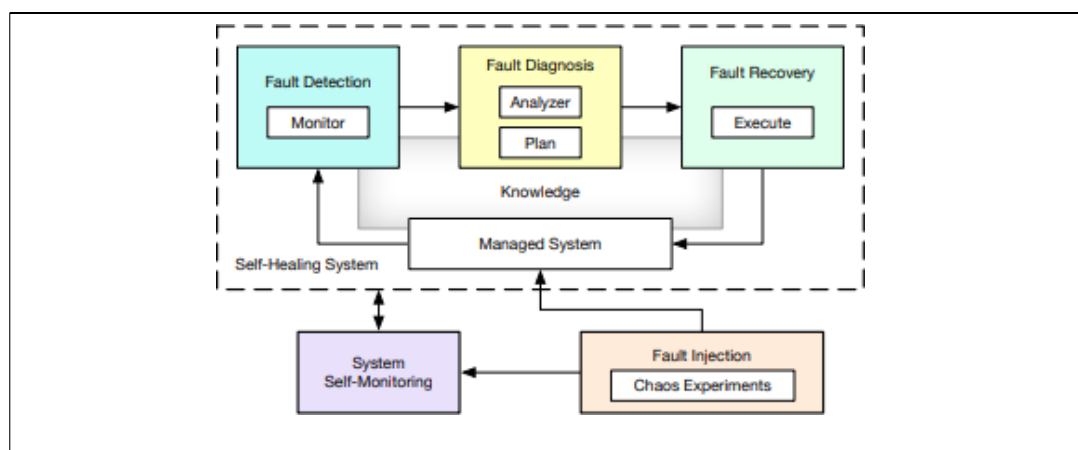 Fault Detection
Monitor
Fault Diagnosis
Analyzer
Plan
Fault Recovery
Execute
Knowledge
Managed System
Self-Healing System
System
Self-Monitoring
Fault Injection
Chaos Experiments